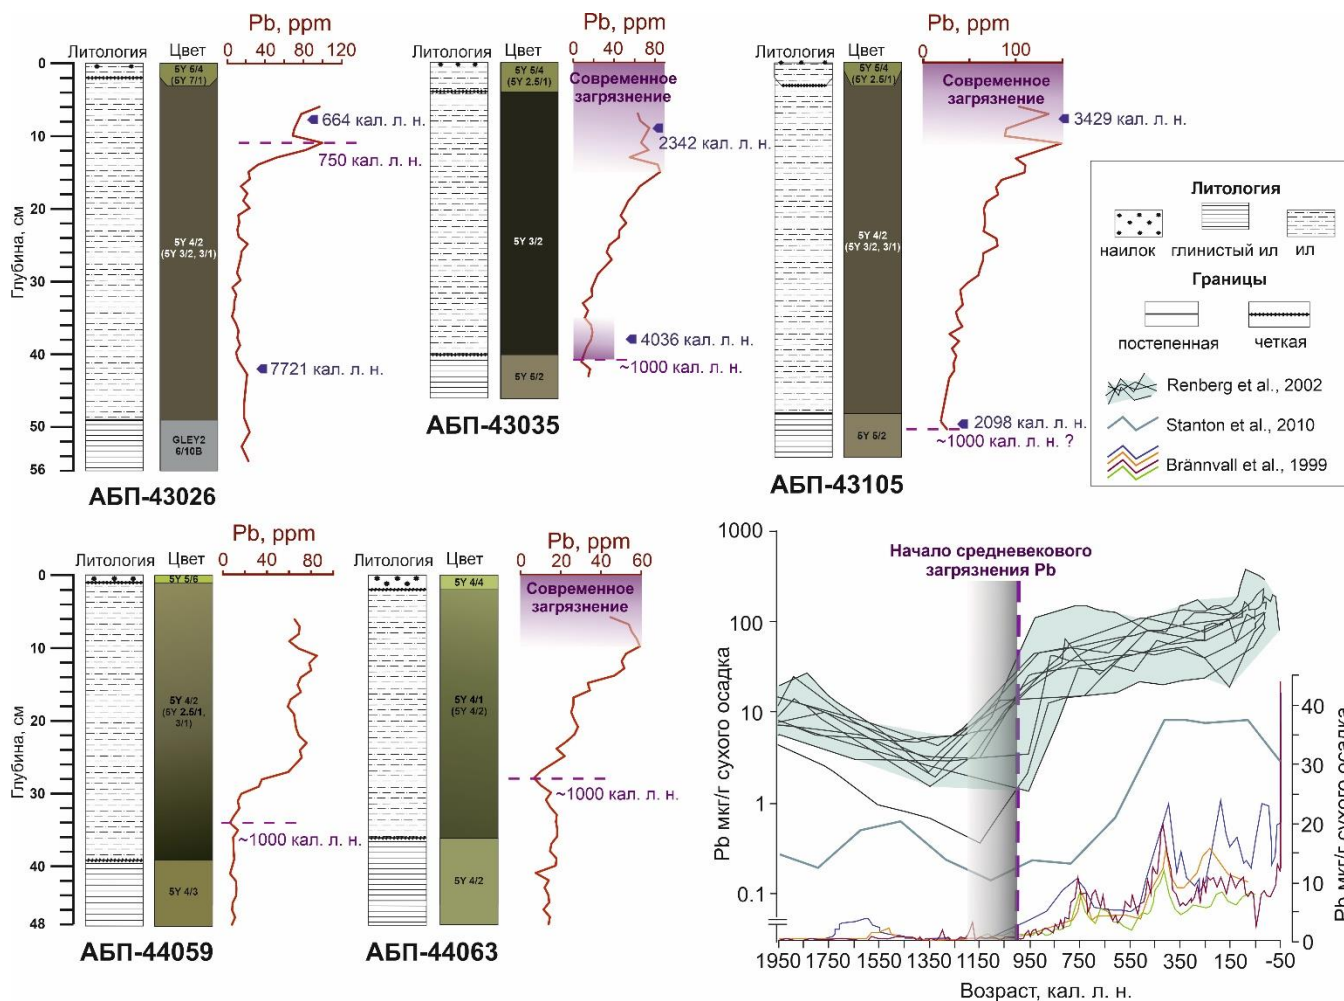 Pb, ppm
Литология Цвет
0 40 80 120
0
10
20
30
40
50
56
Глубина, см
5Y 5/4
(5Y 7/1)
5Y 4/2
(5Y 3/2, 3/1)
GLEY2
6/10B
664 кал. л. н.
750 кал. л. н.
7721 кал. л. н.
АБП-43026
Pb, ppm
Литология Цвет
0 40 80
5Y 5/4
(5Y 2.5/1)
5Y 3/2
5Y 5/2
Современное
загрязнение
2342 кал. л. н.
4036 кал. л. н.
~1000 кал. л. н.
АБП-43035
Pb, ppm
Литология Цвет
0 100
5Y 5/4
(5Y 2.5/1)
5Y 4/2
(5Y 3/2, 3/1)
5Y 5/2
Современное
загрязнение
3429 кал. л. н.
2098 кал. л. н.
~1000 кал. л. н. ?
АБП-43105
Литология
наилок глинистый ил ил
Границы
постепенная четкая
Renberg et al., 2002
Stanton et al., 2010
Brännvall et al., 1999
Pb, ppm
Литология Цвет
0 40 80
0
10
20
30
40
48
Глубина, см
5Y 5/6
5Y 4/2
(5Y 2.5/1,
3/1)
5Y 4/3
~1000 кал. л. н.
АБП-44059
Pb, ppm
Литология Цвет
0 20 40 60
5Y 4/4
5Y 4/1
(5Y 4/2)
5Y 4/2
Современное
загрязнение
~1000 кал. л. н.
АБП-44063
Начало средневекового
загрязнения Pb
1000
100
10
1
0.1
Pb мкг/г сухого осадка
40
30
20
10
0
Pb мкг/г сухого осадка
1950 1750 1550 1350 1150 950 750 550 350 150 -50
Возраст, кал. л. н.